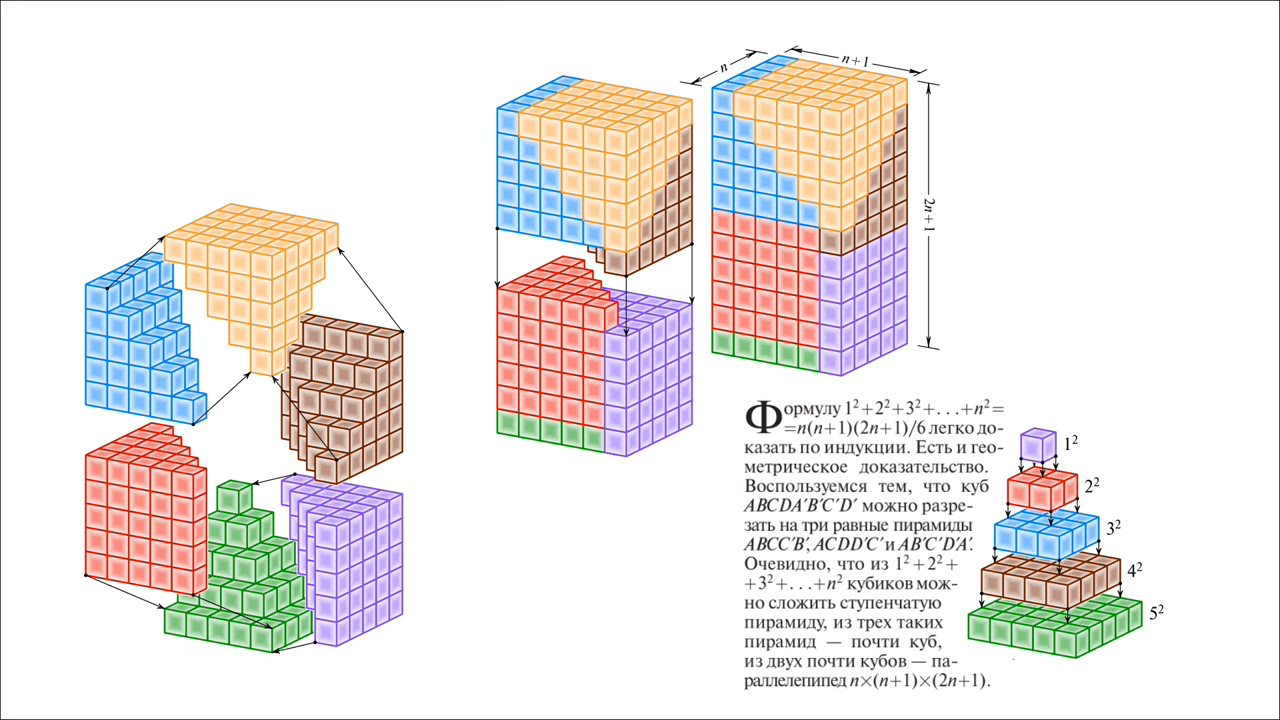 n
n+1
2n+1
Формулу 1²+2²+3²+...+n²=
=n(n+1)(2n+1)/6 легко до-
казать по индукции. Есть и гео-
метрическое доказательство.
Воспользуемся тем, что куб
ABCDA′B′C′D′ можно разре-
зать на три равные пирамиды
ABCC′B′, ACDD′C′ и AB′C′D′A′.
Очевидно, что из 1²+2²+
+3²+...+n² кубиков мож-
но сложить ступенчатую
пирамиду, из трех таких
пирамид — почти куб,
из двух почти кубов — па-
раллелепипед n×(n+1)×(2n+1).
1²
2²
3²
4²
5²